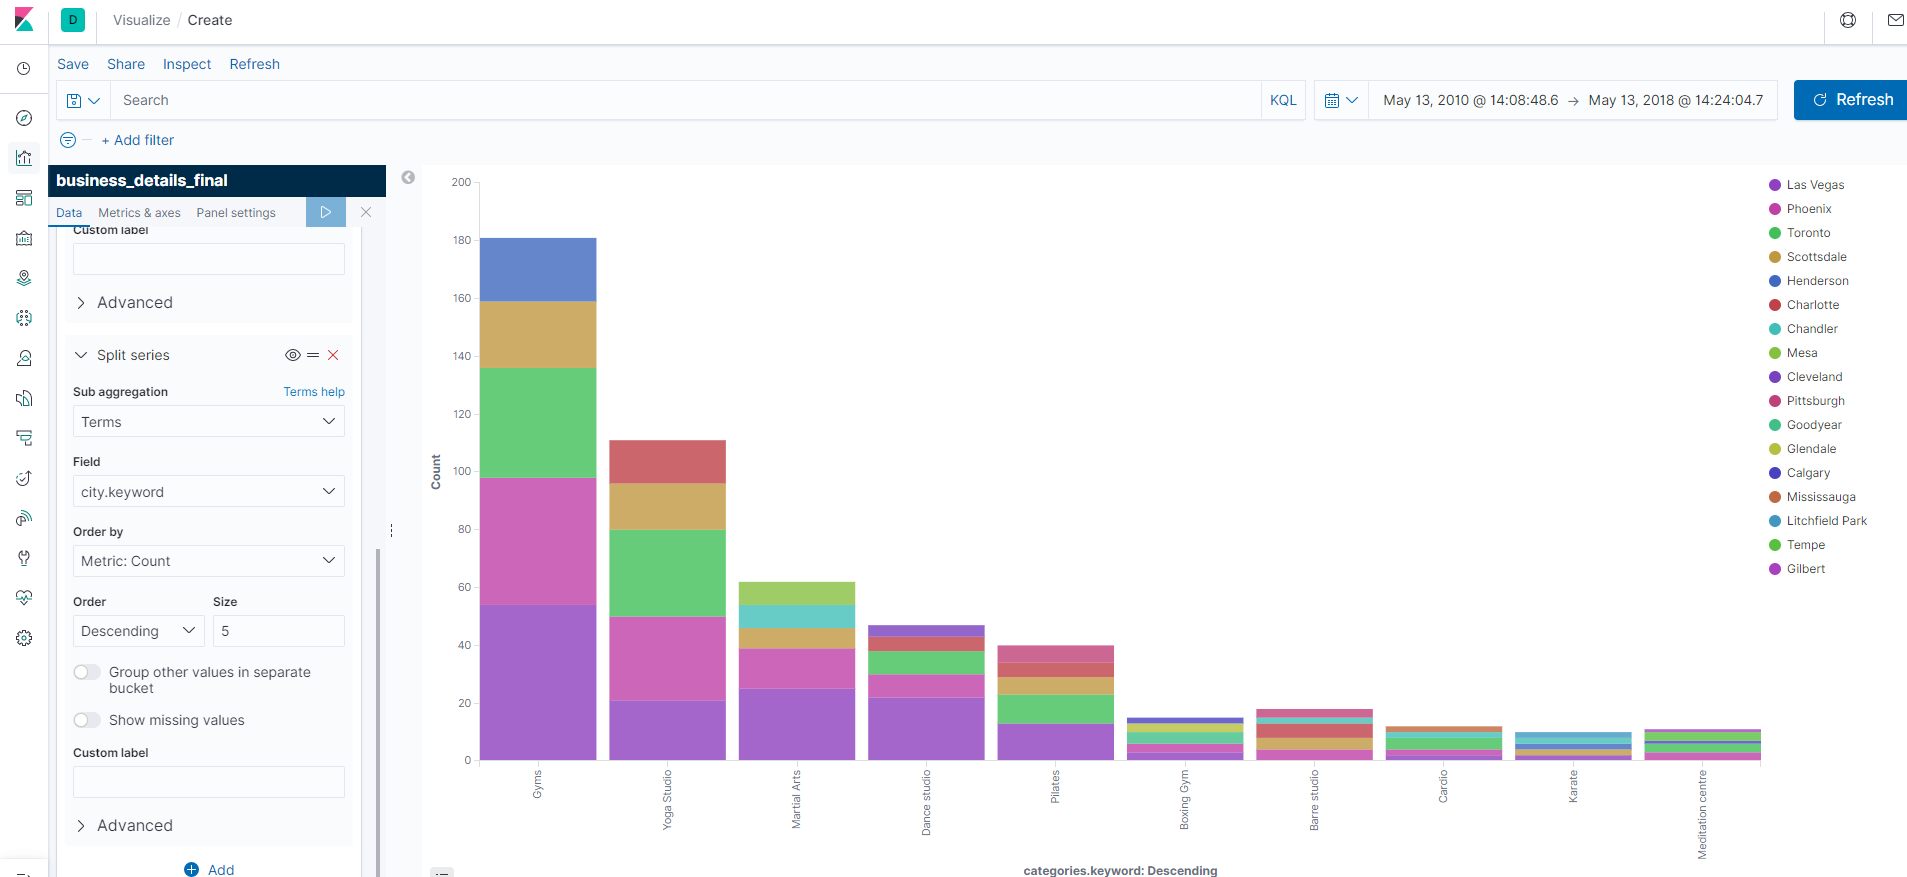 D Visualize / Create
Save Share Inspect Refresh
Search KQL May 13, 2010 @ 14:08:48.6 → May 13, 2018 @ 14:24:04.7 Refresh
+ Add filter
business_details_final
Data Metrics & axes Panel settings
Custom label
Advanced
Split series
Sub aggregation Terms help
Terms
Field
city.keyword
Order by
Metric: Count
Order Size
Descending 5
Group other values in separate
bucket
Show missing values
Custom label
Advanced
Add
Count
200
180
160
140
120
100
80
60
40
20
0
Gyms
Yoga Studio
Martial Arts
Dance studio
Pilates
Boxing Gym
Barre studio
Cardio
Karate
Meditation centre
categories.keyword: Descending
Las Vegas
Phoenix
Toronto
Scottsdale
Henderson
Charlotte
Chandler
Mesa
Cleveland
Pittsburgh
Goodyear
Glendale
Calgary
Mississauga
Litchfield Park
Tempe
Gilbert